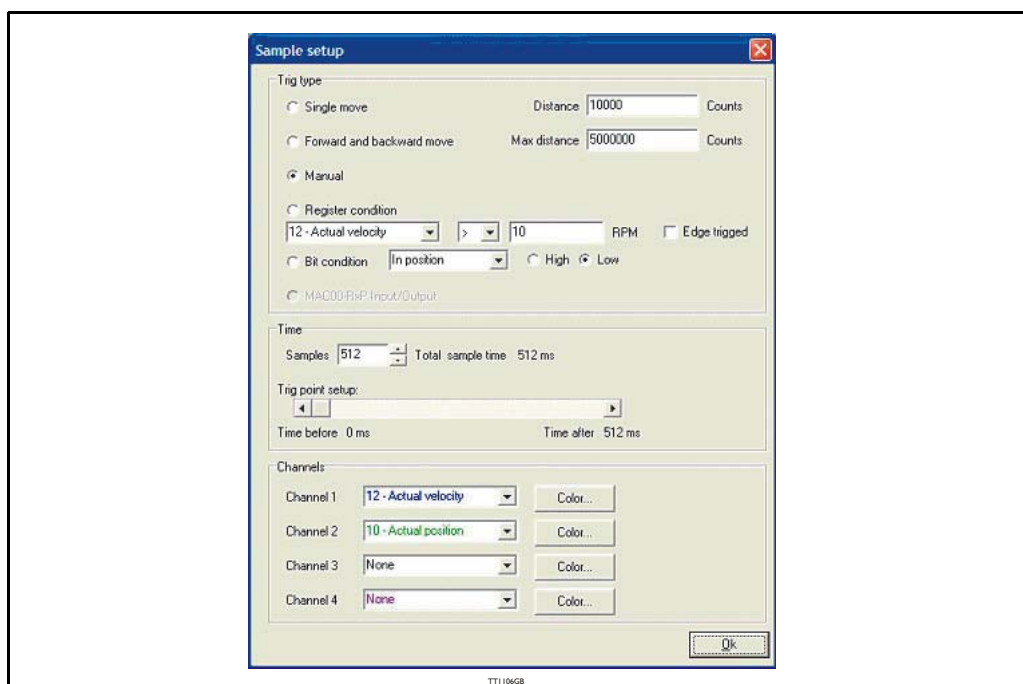 Sample setup
Trig type
Single move Distance 10000 Counts
Forward and backward move Max distance 5000000 Counts
Manual
Register condition
12 - Actual velocity > 10 RPM Edge trigged
Bit condition In position High Low
MAC00-RxP Input/Output
Time
Samples 512 Total sample time 512 ms
Trig point setup:
Time before 0 ms Time after 512 ms
Channels
Channel 1 12 - Actual velocity Color...
Channel 2 10 - Actual position Color...
Channel 3 None Color...
Channel 4 None Color...
Ok
TT1106GB